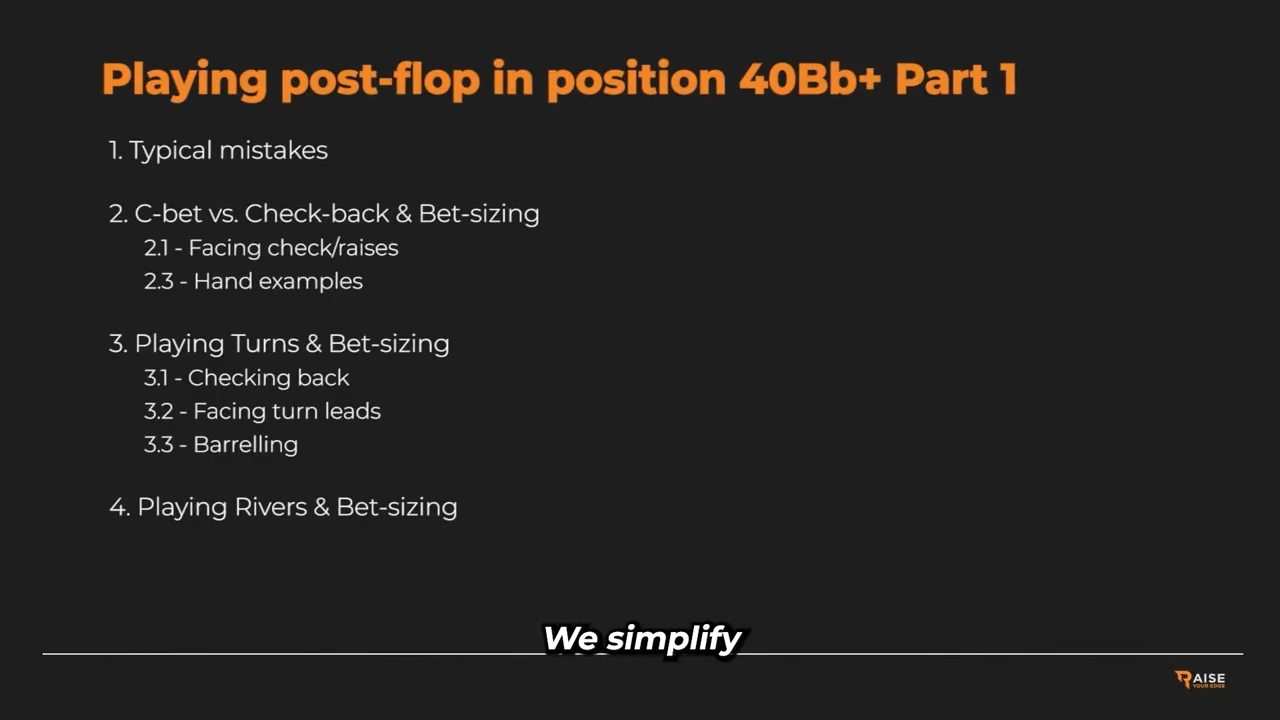 Playing post-flop in position 40Bb+ Part 1
1. Typical mistakes
2. C-bet vs. Check-back & Bet-sizing
2.1 - Facing check/raises
2.3 - Hand examples
3. Playing Turns & Bet-sizing
3.1 - Checking back
3.2 - Facing turn leads
3.3 - Barrelling
4. Playing Rivers & Bet-sizing
We simplify
RAISE
YOUR EDGE